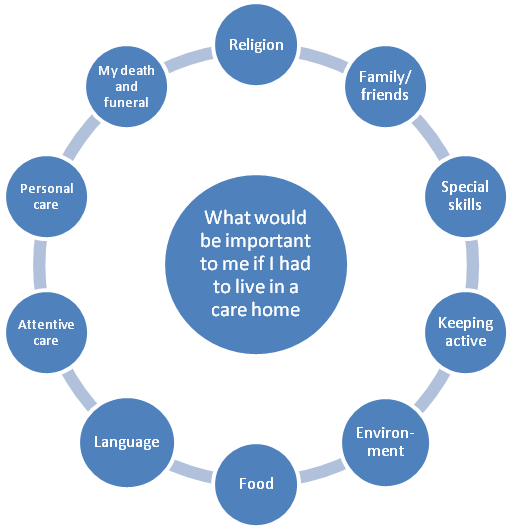 Religion
Family/
friends
Special
skills
Keeping
active
Environ-
ment
Food
Language
Attentive
care
Personal
care
My death
and
funeral
What would
be important
to me if I had
to live in a
care home